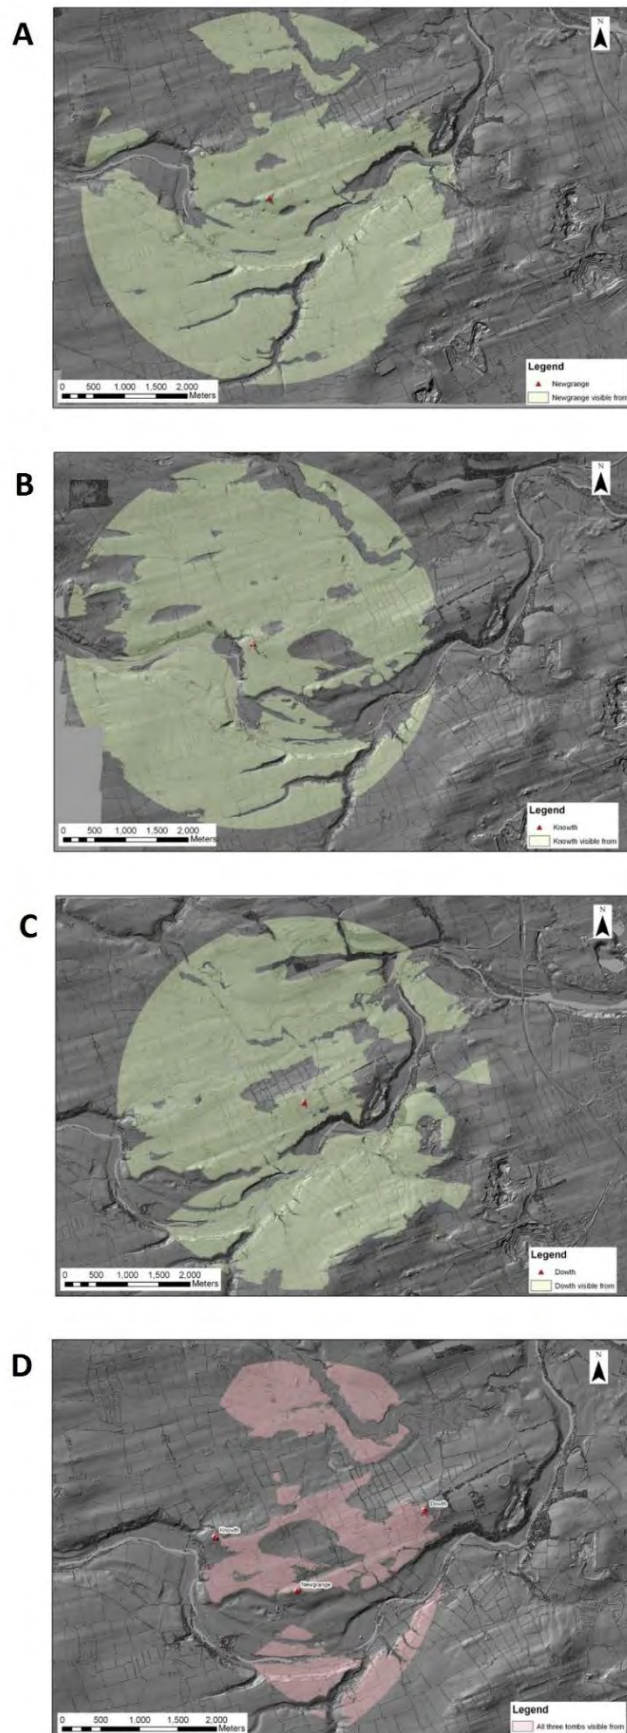 A
N
0 500 1,000 1,500 2,000
Meters
Legend
Newgrange
Newgrange visible from
B
N
0 500 1,000 1,500 2,000
Meters
Legend
Knowth
Knowth visible from
C
N
0 500 1,000 1,500 2,000
Meters
Legend
Dowth
Dowth visible from
D
N
Dowth
Knowth
Newgrange
0 500 1,000 1,500 2,000
Meters
Legend
All three tombs visible from